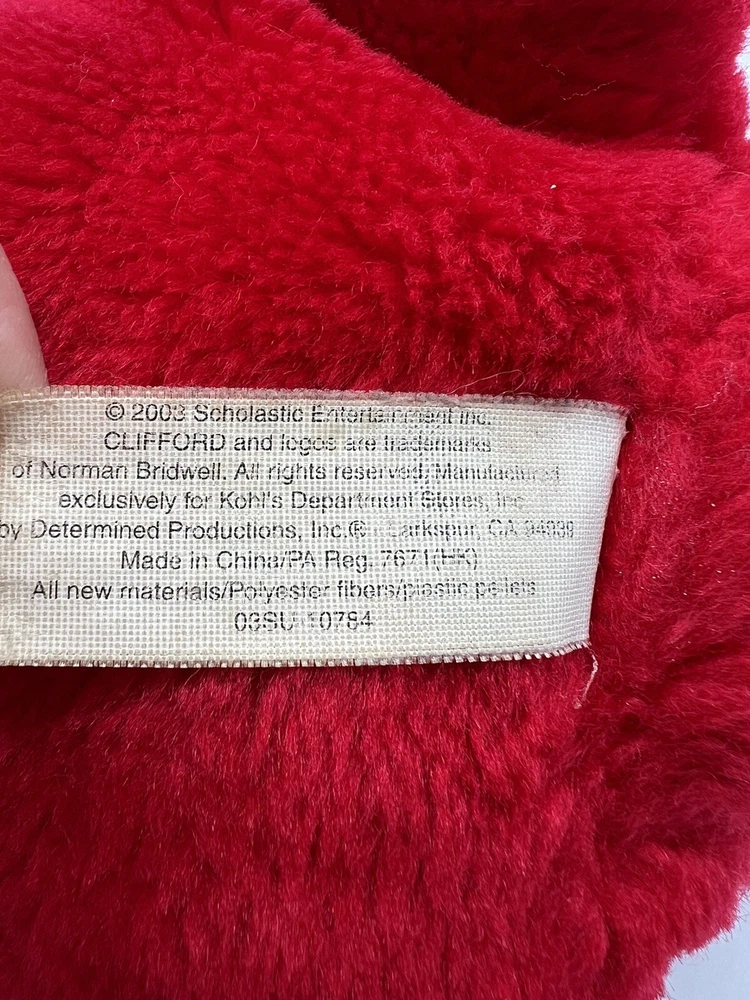 © 2003 Scholastic Entertainment Inc.
CLIFFORD and logos are trademarks
of Norman Bridwell. All rights reserved. Manufactured
exclusively for Kohl's Department Stores, Inc.
by Determined Productions, Inc.® Larkspur, CA 94939
Made in China/PA Reg. 7671(HK)
All new materials/Polyester fibers/plastic pellets
03SU 10784